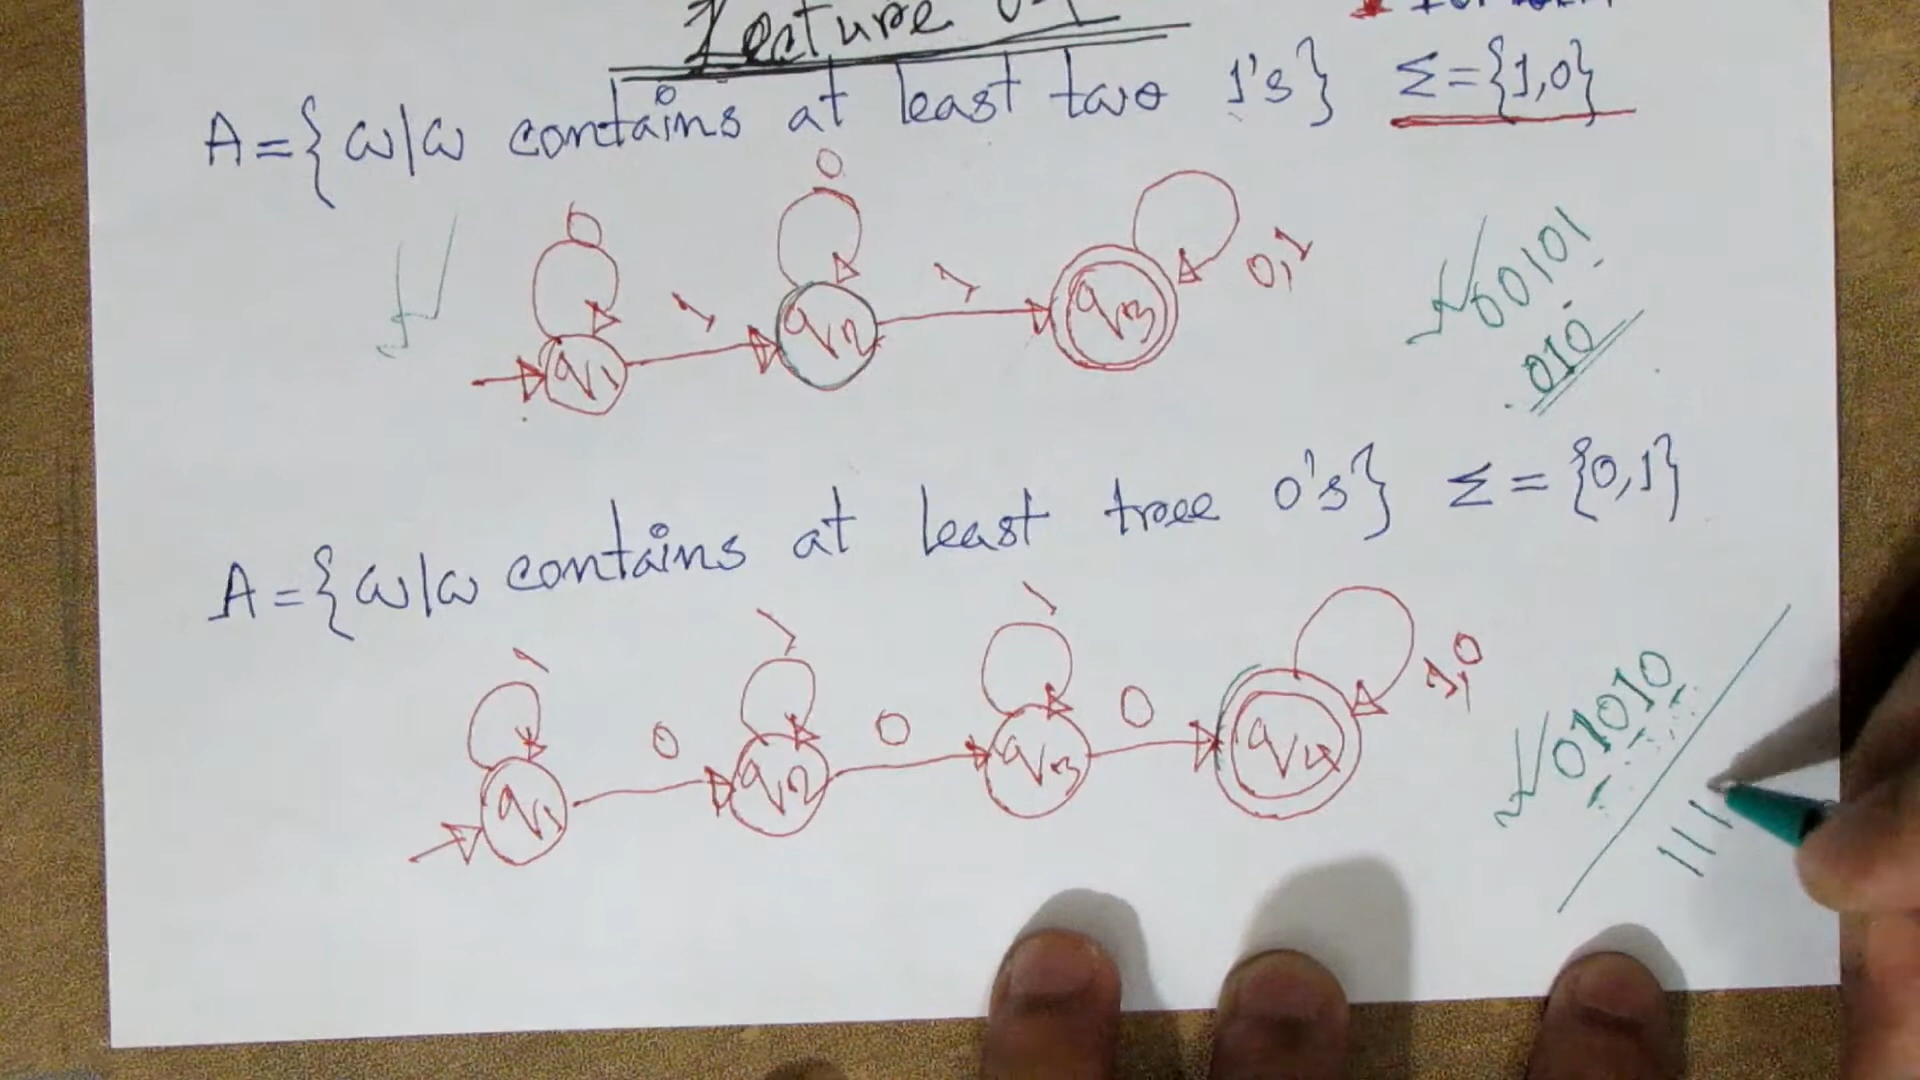 Lecture
A={ω/ω contains at least two 1's} Σ={1,0}
0
0
0,1
1
1
q1
q2
q3
00101
010
A={ω/ω contains at least tree 0's} Σ={0,1}
1
1
1
1,0
0
0
0
q1
q2
q3
q4
01010
111